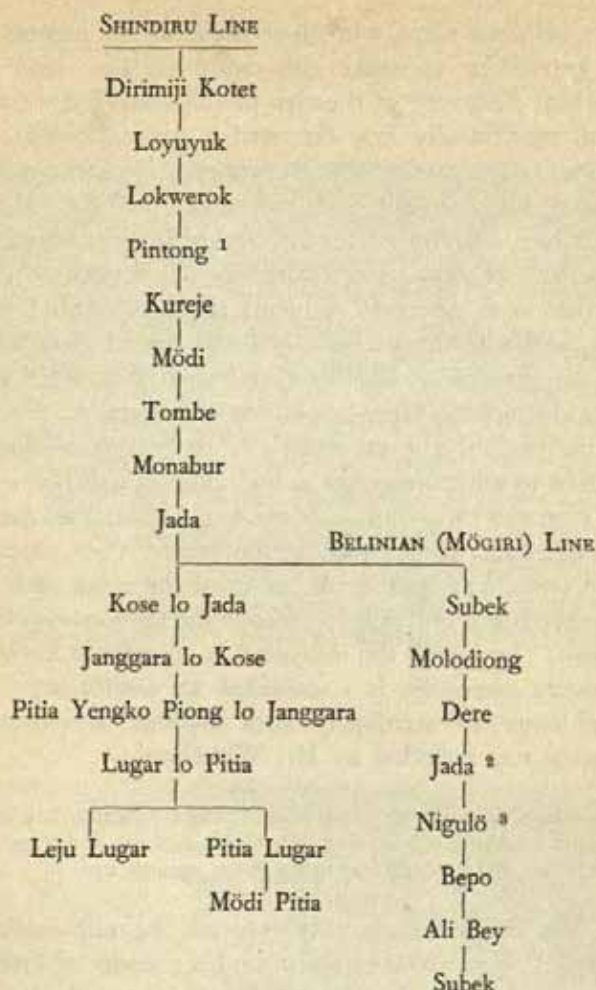 SHINDIRU LINE
Dirimiji Kotet
Loyuyuk
Lokwerok
Pintong ¹
Kureje
Mödi
Tombe
Monabur
Jada
BELINIAN (MÖGIRI) LINE
Kose lo Jada Subek
Janggara lo Kose Molodiong
Pitia Yengko Piong lo Janggara Dere
Lugar lo Pitia Jada ²
Nigulö ³
Leju Lugar Pitia Lugar
Bepo
Mödi Pitia
Ali Bey
Subek